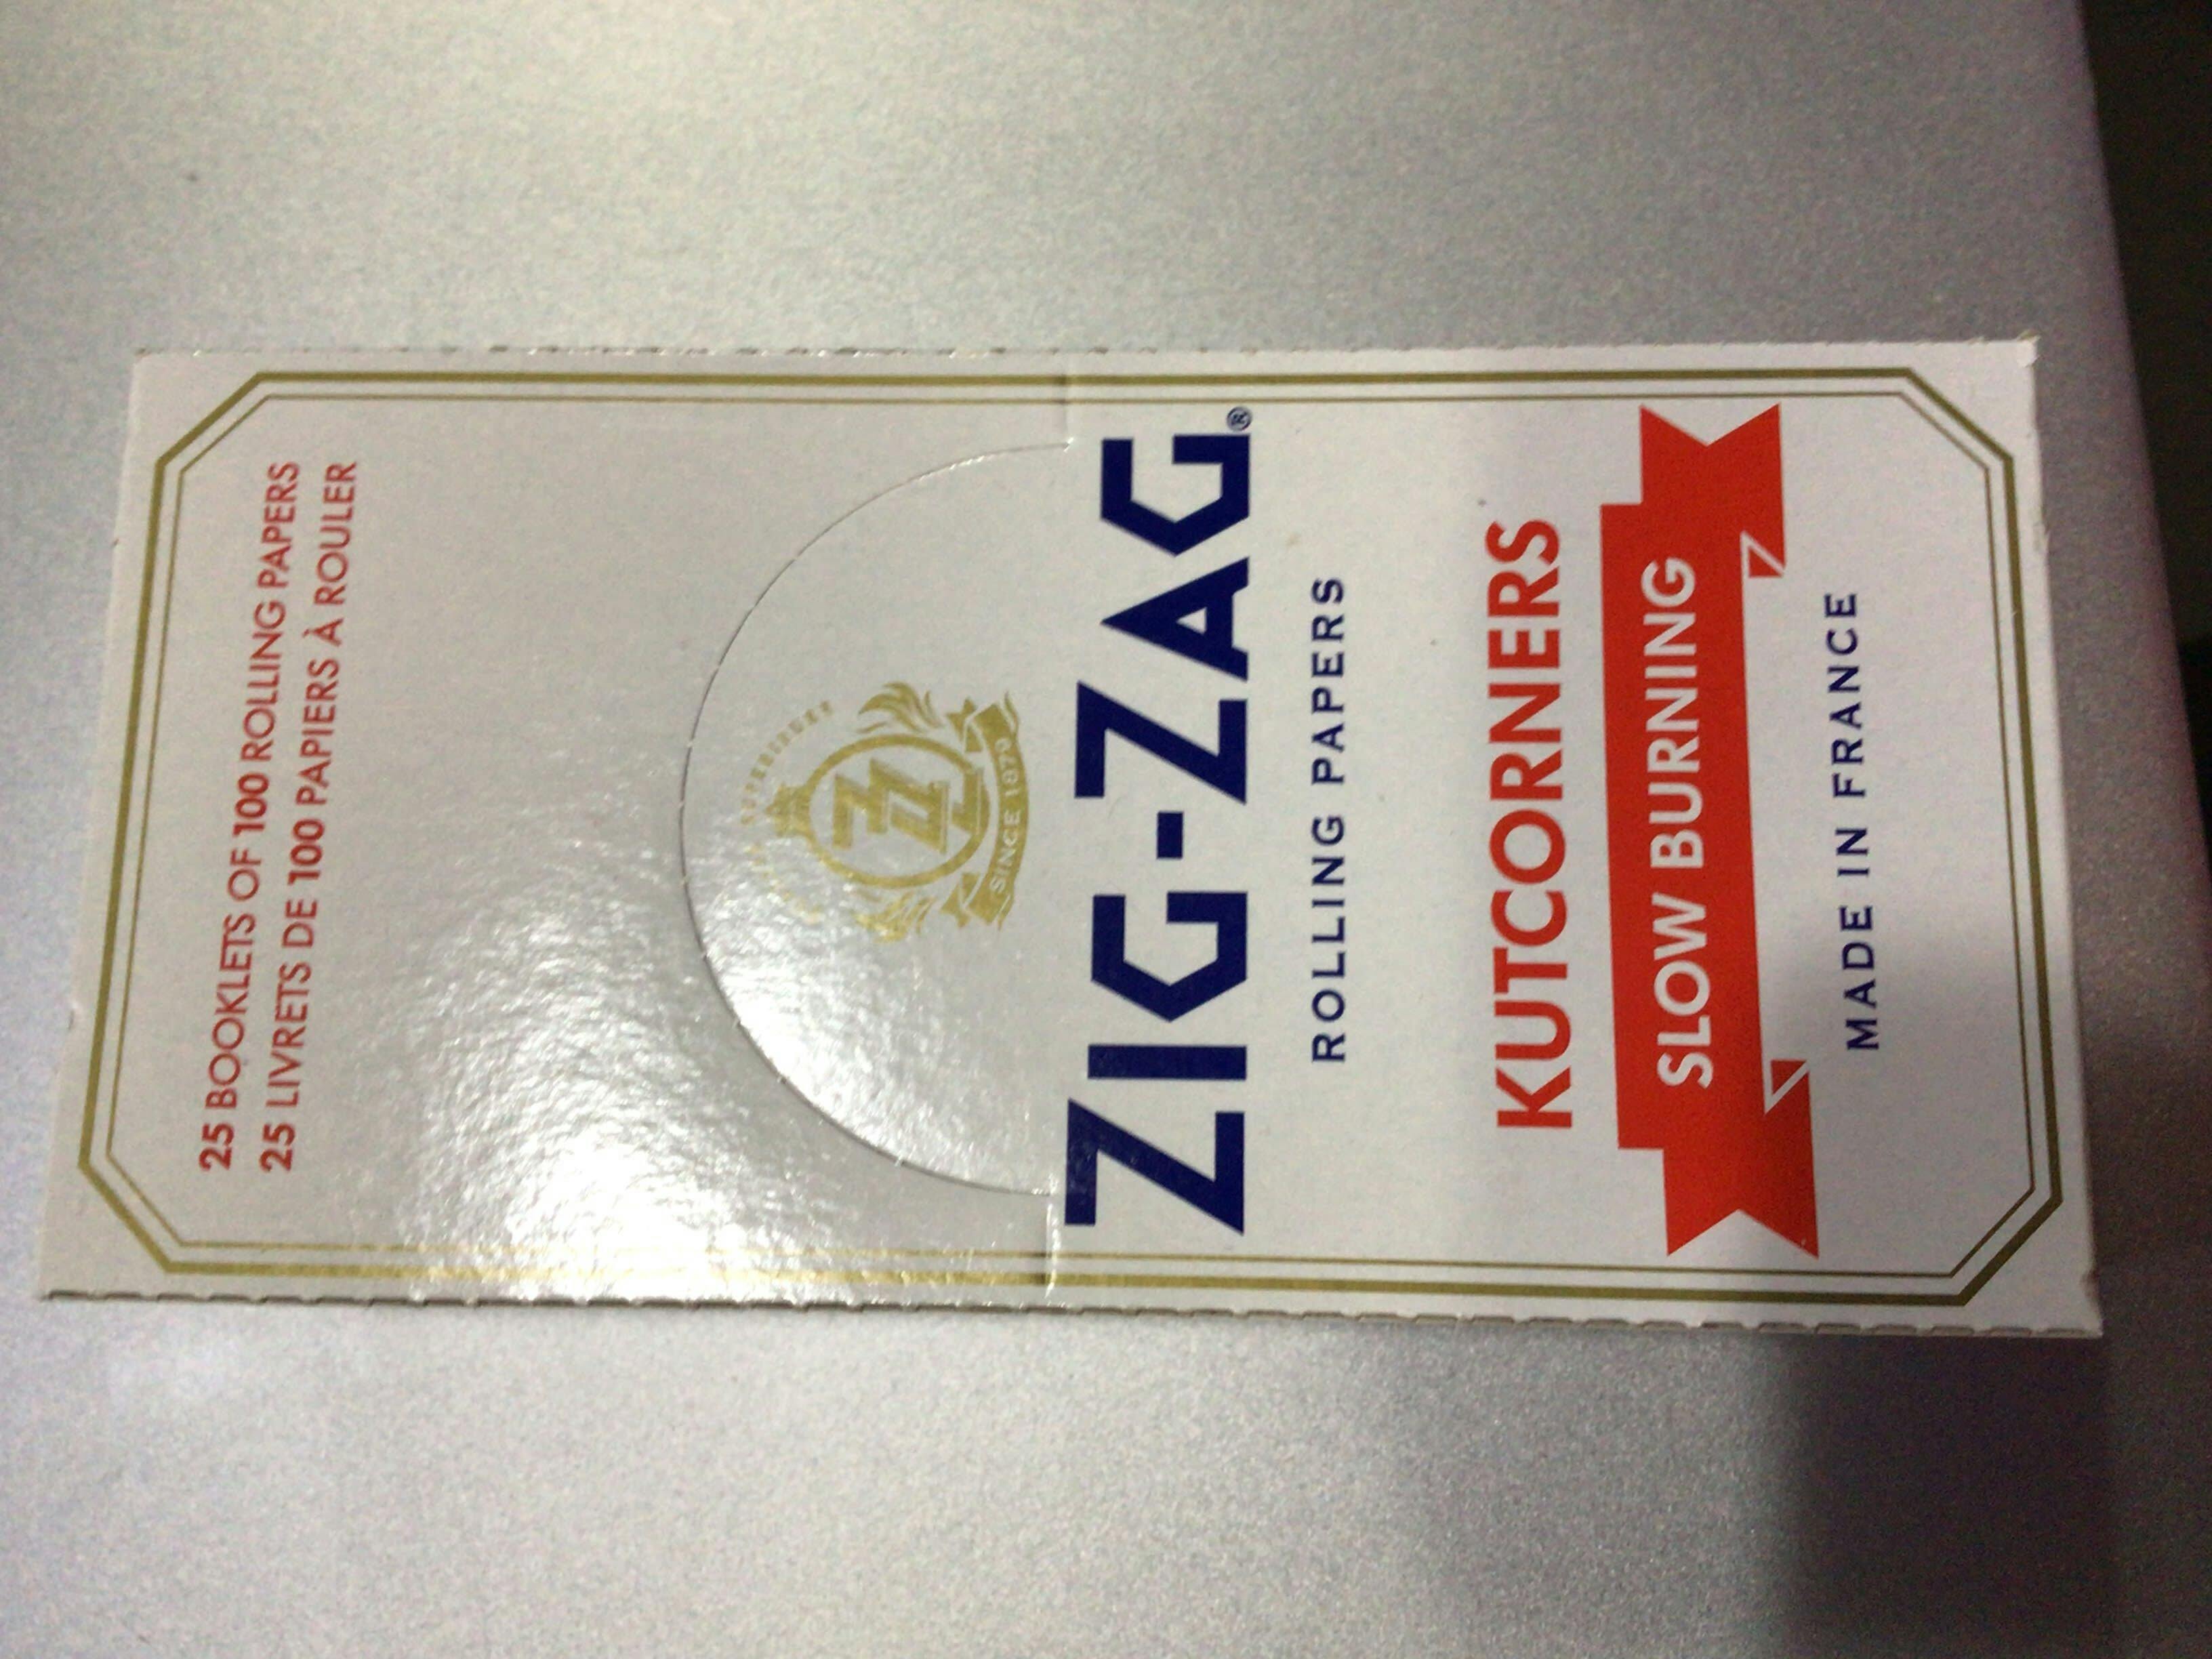 25 BOOKLETS OF 100 ROLLING PAPERS
25 LIVRETS DE 100 PAPIERS À ROULER
ZZ
SINCE 1879
ZIG-ZAG®
ROLLING PAPERS
KUTCORNERS
SLOW BURNING
MADE IN FRANCE